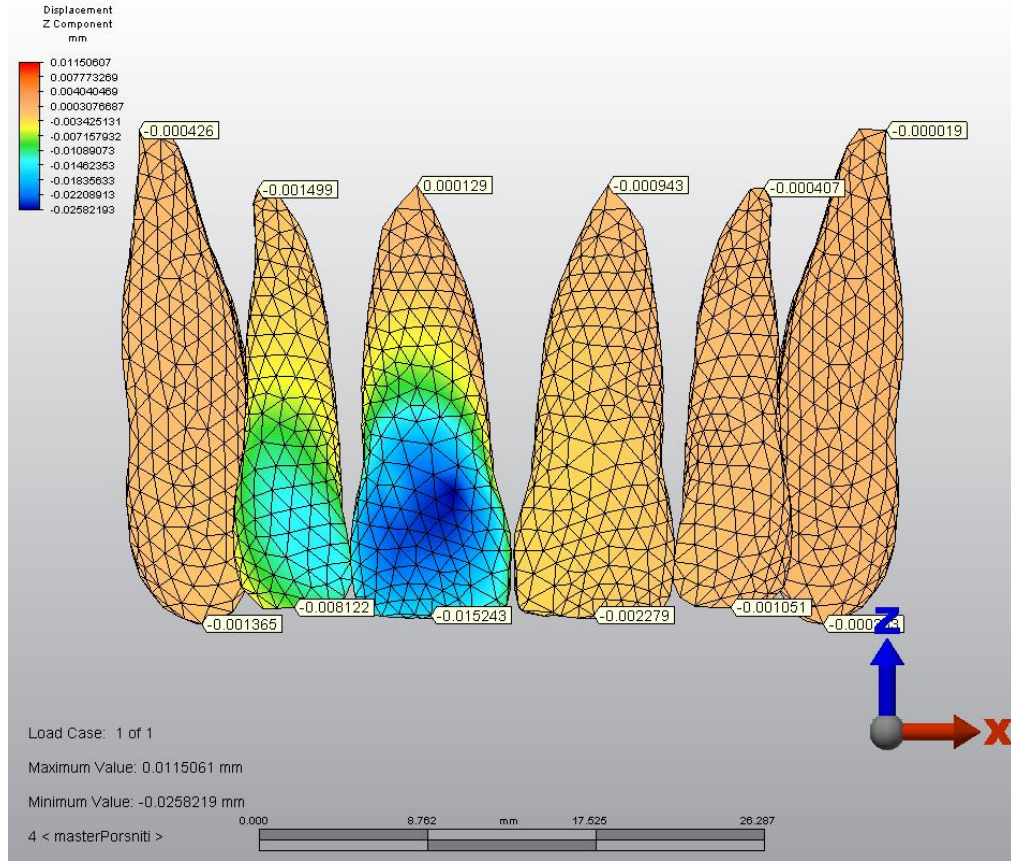 Displacement
Z Component
mm
0.01150607
0.007773269
0.004040469
0.0003076687
-0.003425131
-0.007157932
-0.01089073
-0.01462353
-0.01835633
-0.02208913
-0.02582193
-0.000426
-0.000019
-0.001499
0.000129
-0.000943
-0.000407
-0.008122
-0.015243
-0.002279
-0.001051
-0.001365
Z
X
Load Case: 1 of 1
Maximum Value: 0.0115061 mm
Minimum Value: -0.0258219 mm
0.000 8.762 mm 17.525 26.287
4 < masterPorsniti >